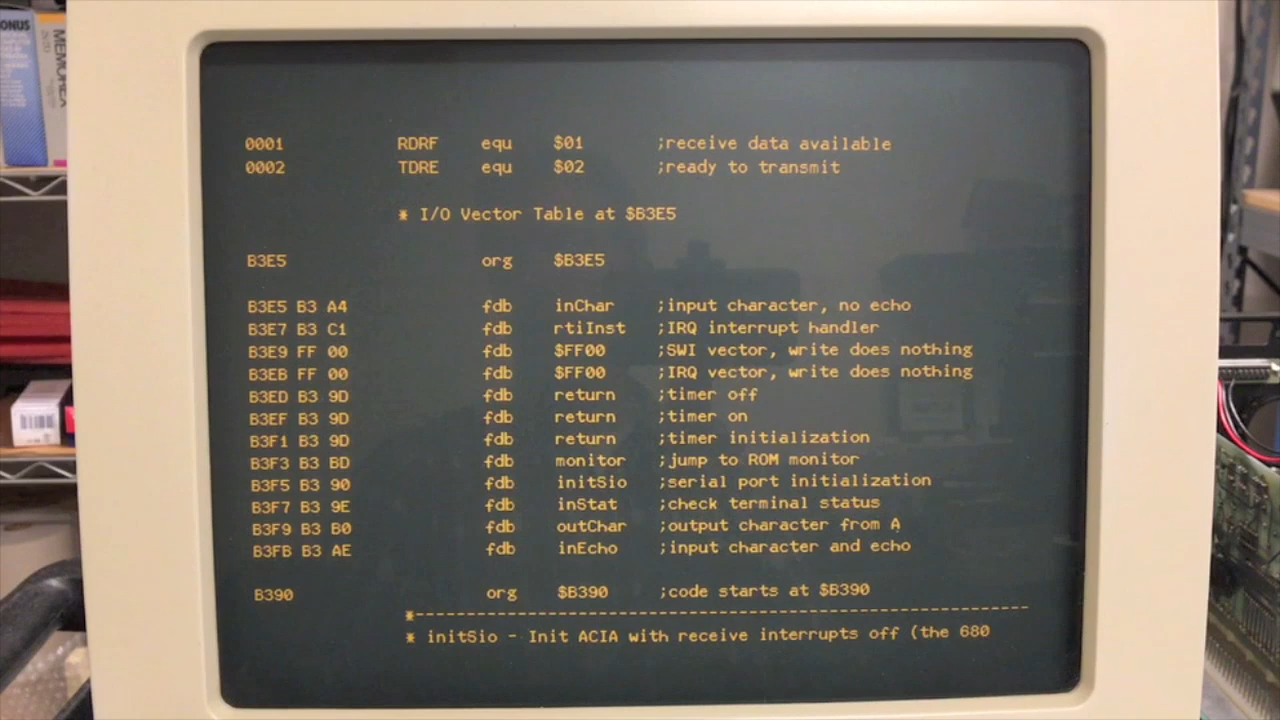 ONUS
MEMOREX
0001 RDRF equ $01 ;receive data available
0002 TDRE equ $02 ;ready to transmit
* I/O Vector Table at $B3E5
B3E5 org $B3E5
B3E5 B3 A4 fdb inChar ;input character, no echo
B3E7 B3 C1 fdb rtiInst ;IRQ interrupt handler
B3E9 FF 00 fdb $FF00 ;SWI vector, write does nothing
B3EB FF 00 fdb $FF00 ;IRQ vector, write does nothing
B3ED B3 9D fdb return ;timer off
B3EF B3 9D fdb return ;timer on
B3F1 B3 9D fdb return ;timer initialization
B3F3 B3 BD fdb monitor ;jump to ROM monitor
B3F5 B3 90 fdb initSio ;serial port initialization
B3F7 B3 9E fdb inStat ;check terminal status
B3F9 B3 B0 fdb outChar ;output character from A
B3FB B3 AE fdb inEcho ;input character and echo
B390 org $B390 ;code starts at $B390
*-------------------------------------------------------------
* initSio - Init ACIA with receive interrupts off (the 680